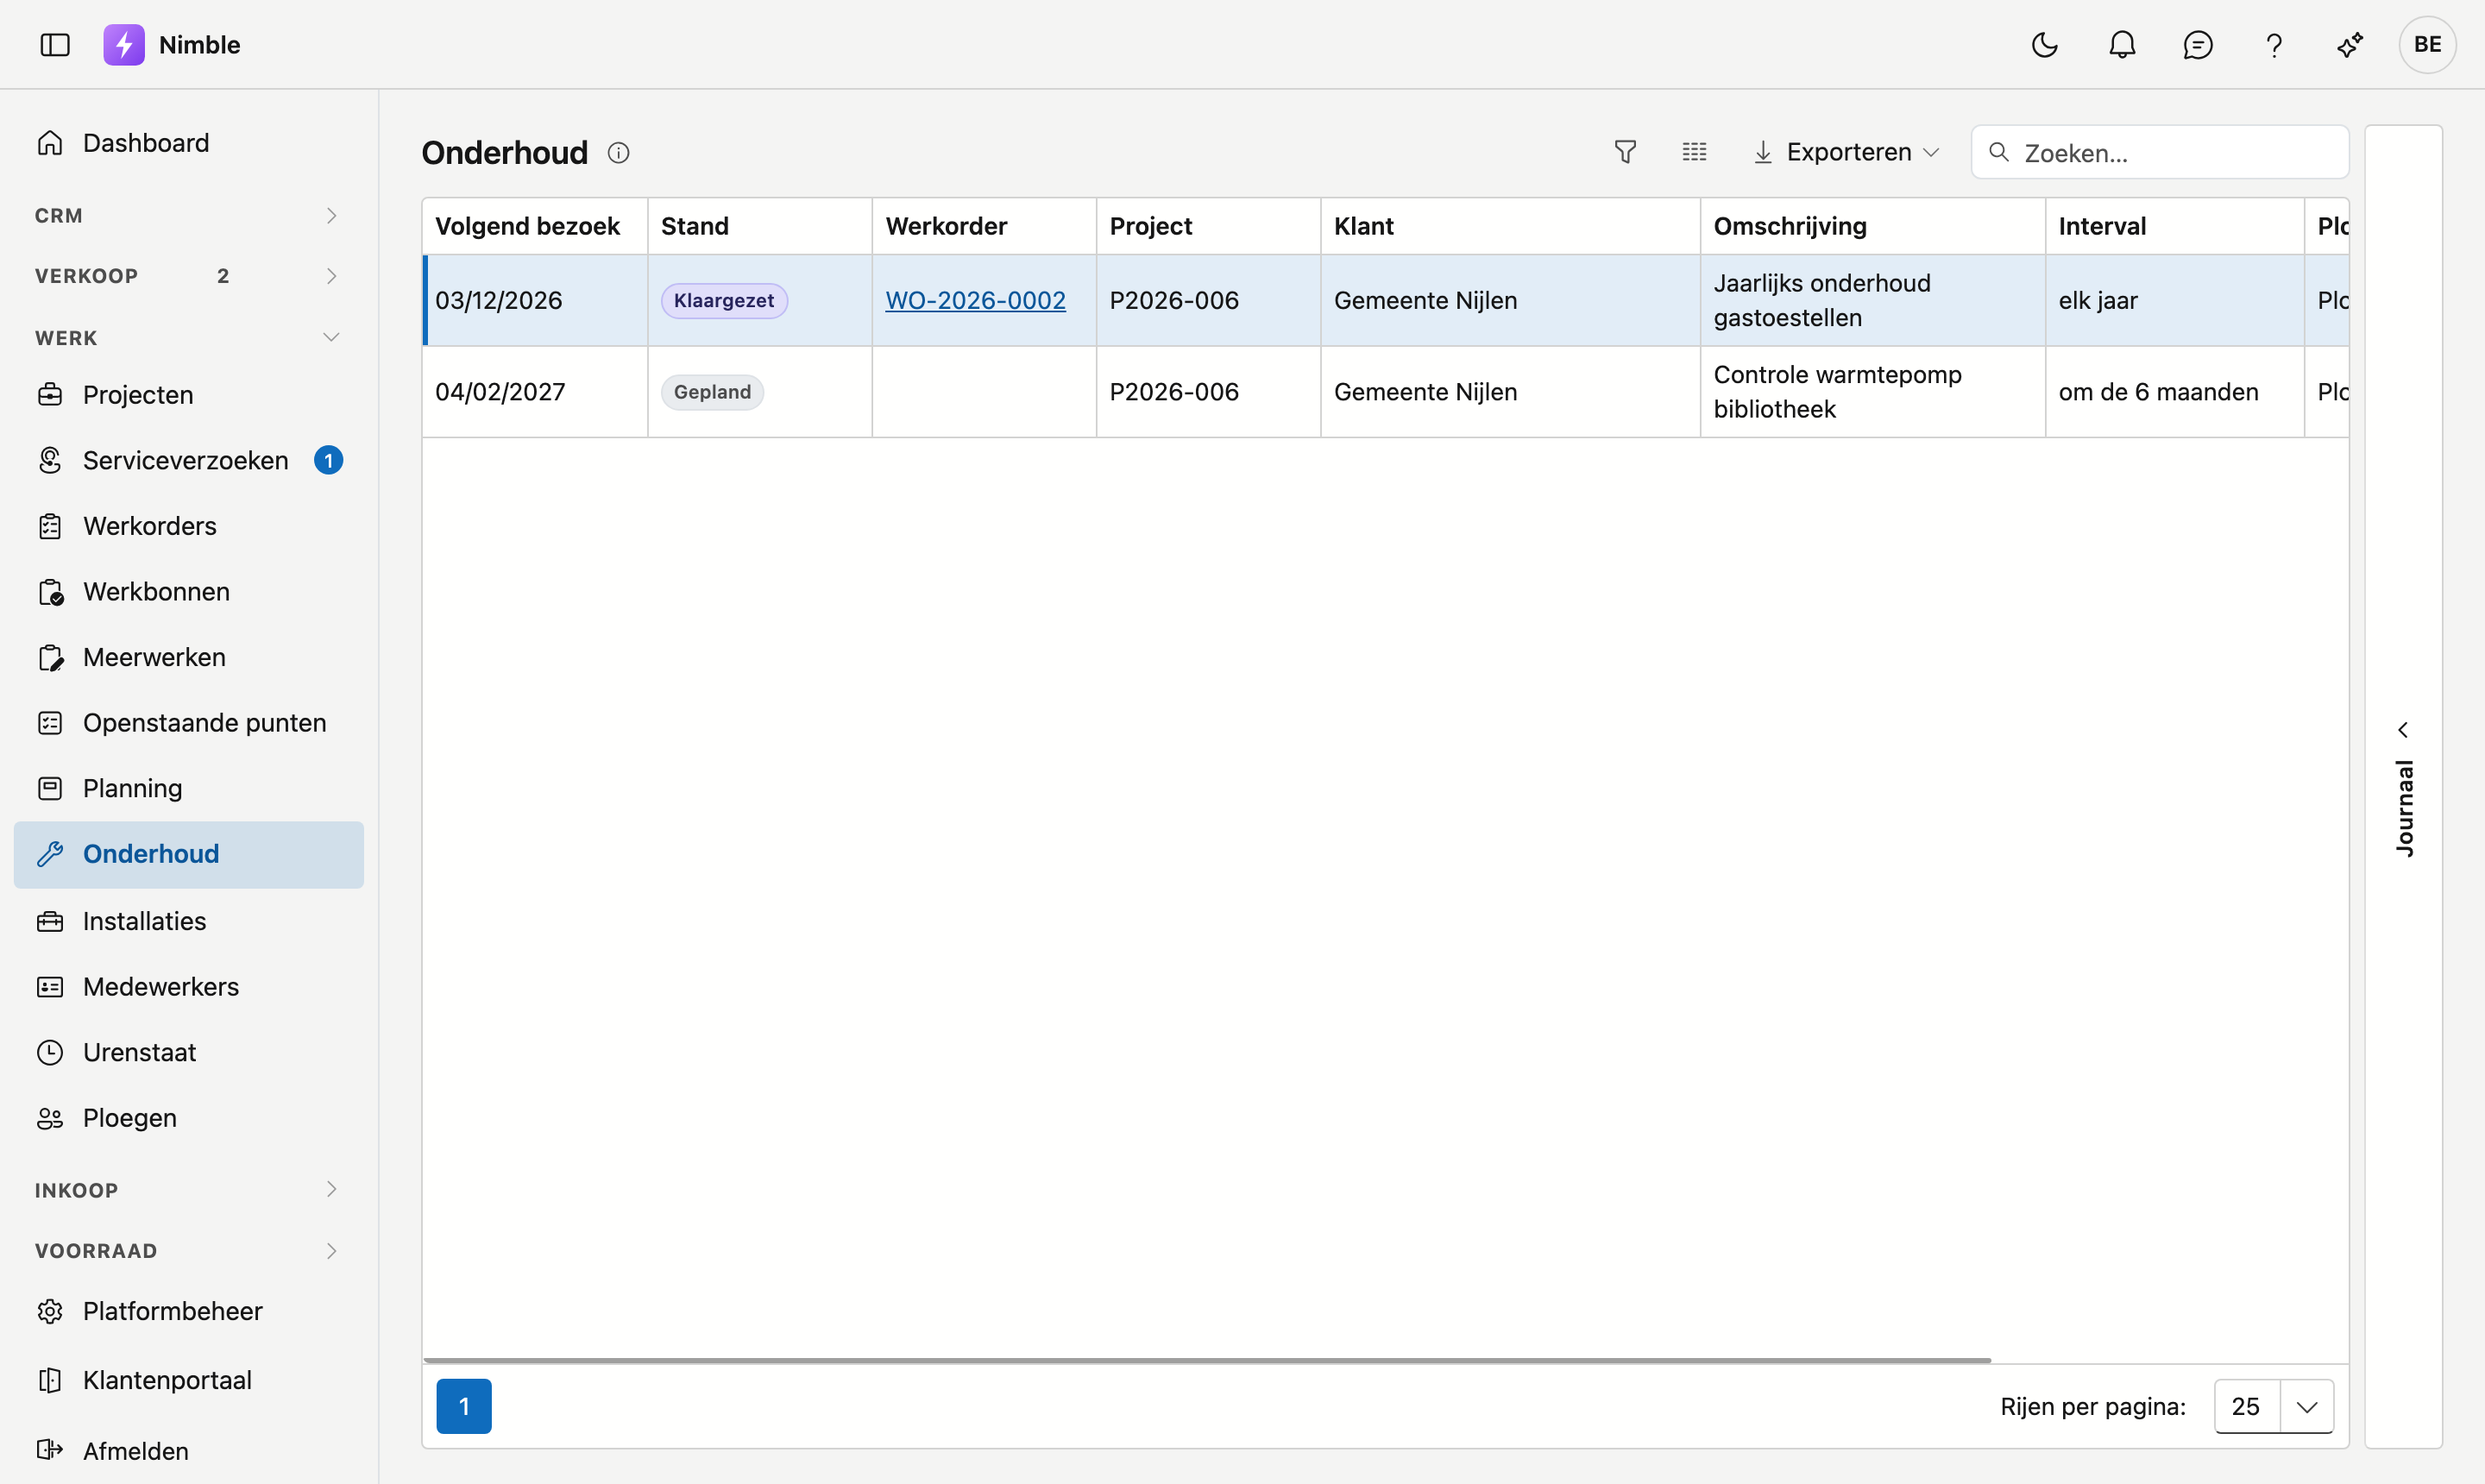 Nimble
BE
Dashboard
CRM
VERKOOP 2
WERK
Projecten
Serviceverzoeken 1
Werkorders
Werkbonnen
Meerwerken
Openstaande punten
Planning
Onderhoud
Installaties
Medewerkers
Urenstaat
Ploegen
INKOOP
VOORRAAD
Platformbeheer
Klantenportaal
Afmelden
Onderhoud
Exporteren
Zoeken...
Volgend bezoek Stand Werkorder Project Klant Omschrijving Interval
03/12/2026 Klaargezet WO-2026-0002 P2026-006 Gemeente Nijlen Jaarlijks onderhoud gastoestellen elk jaar
04/02/2027 Gepland P2026-006 Gemeente Nijlen Controle warmtepomp bibliotheek om de 6 maanden
1
Rijen per pagina: 25
Journaal